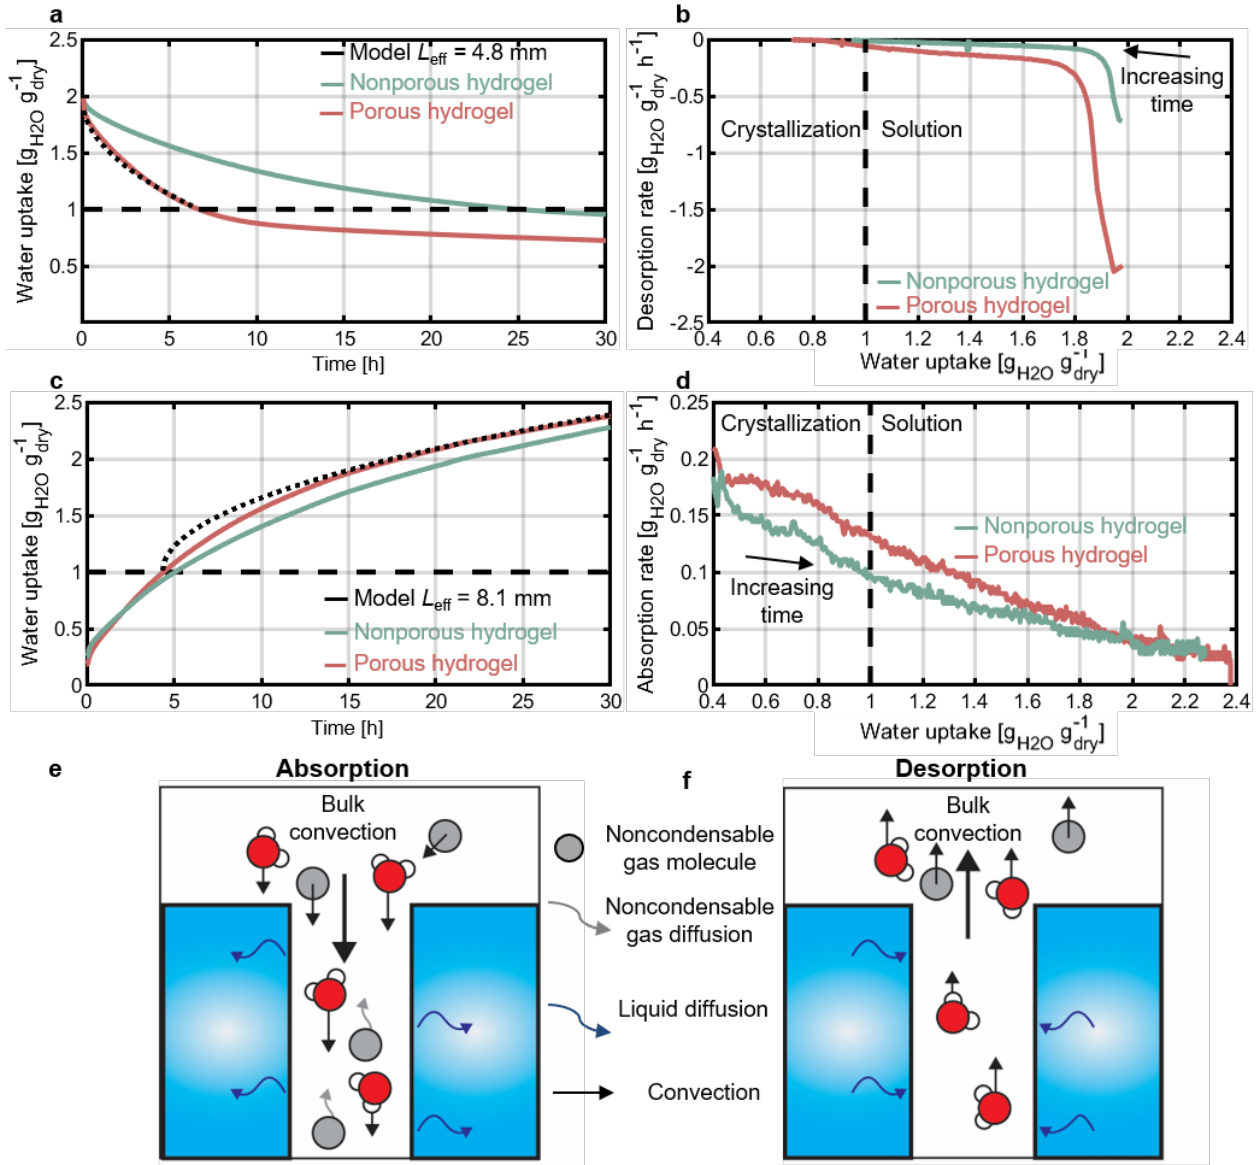 a
Water uptake [gH2O g-1dry]
2.5
2
1.5
1
0.5
0
5
10
15
20
25
30
Time [h]
Model Leff = 4.8 mm
Nonporous hydrogel
Porous hydrogel
b
Desorption rate [gH2O g-1dry h-1]
0
-0.5
-1
-1.5
-2
-2.5
Increasing
time
Crystallization
Solution
Nonporous hydrogel
Porous hydrogel
0.4
0.6
0.8
1
1.2
1.4
1.6
1.8
2
2.2
2.4
Water uptake [gH2O g-1dry]
c
Water uptake [gH2O g-1dry]
2.5
2
1.5
1
0.5
0
Model Leff = 8.1 mm
Nonporous hydrogel
Porous hydrogel
0
5
10
15
20
25
30
Time [h]
d
Absorption rate [gH2O g-1dry h-1]
0.25
0.2
0.15
0.1
0.05
0
Crystallization
Solution
Nonporous hydrogel
Porous hydrogel
Increasing
time
0.4
0.6
0.8
1
1.2
1.4
1.6
1.8
2
2.2
2.4
Water uptake [gH2O g-1dry]
e
Absorption
Bulk
convection
Noncondensable
gas molecule
Noncondensable
gas diffusion
Liquid diffusion
Convection
f
Desorption
Bulk
convection